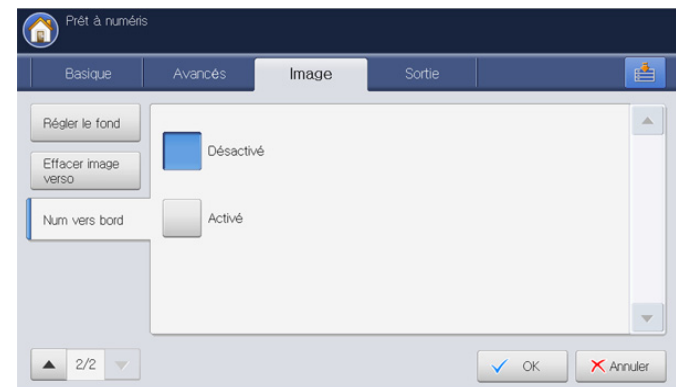 Prêt à numéris
Basique
Avancés
Image
Sortie
Régler le fond
Effacer image
verso
Num vers bord
Désactivé
Activé
2/2
OK
Annuler